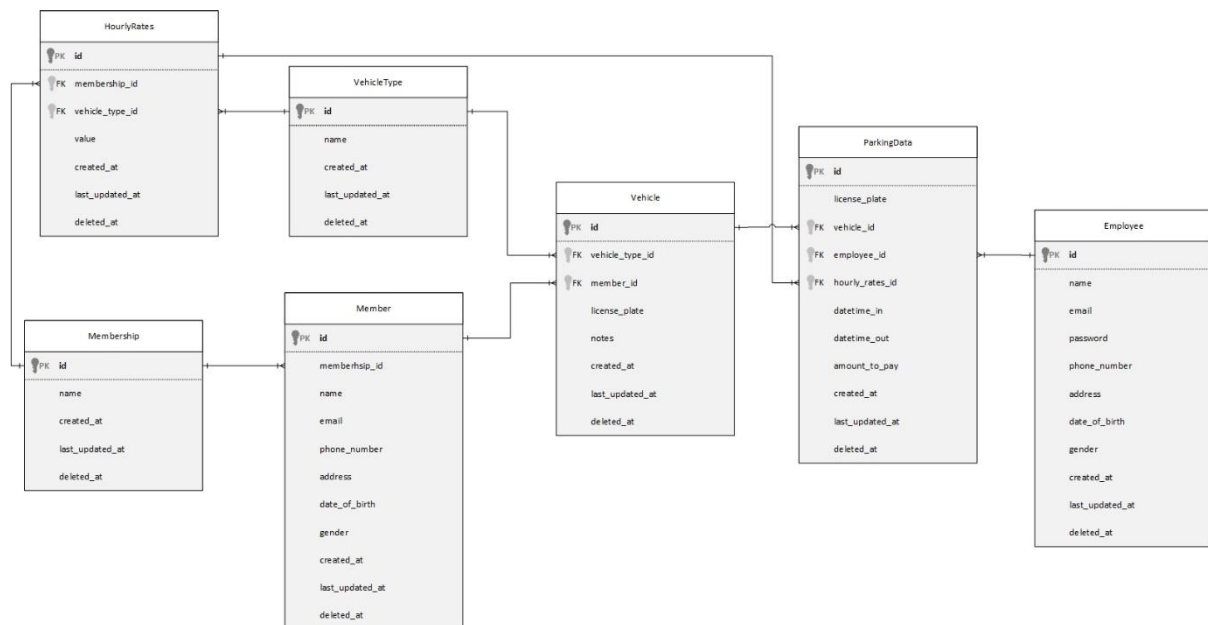 HourlyRates
PK id
FK membership_id
FK vehicle_type_id
value
created_at
last_updated_at
deleted_at
VehicleType
PK id
name
created_at
last_updated_at
deleted_at
Membership
PK id
name
created_at
last_updated_at
deleted_at
Member
PK id
memberhsip_id
name
email
phone_number
address
date_of_birth
gender
created_at
last_updated_at
deleted_at
Vehicle
PK id
FK vehicle_type_id
FK member_id
license_plate
notes
created_at
last_updated_at
deleted_at
ParkingData
PK id
license_plate
FK vehicle_id
FK employee_id
FK hourly_rates_id
datetime_in
datetime_out
amount_to_pay
created_at
last_updated_at
deleted_at
Employee
PK id
name
email
password
phone_number
address
date_of_birth
gender
created_at
last_updated_at
deleted_at